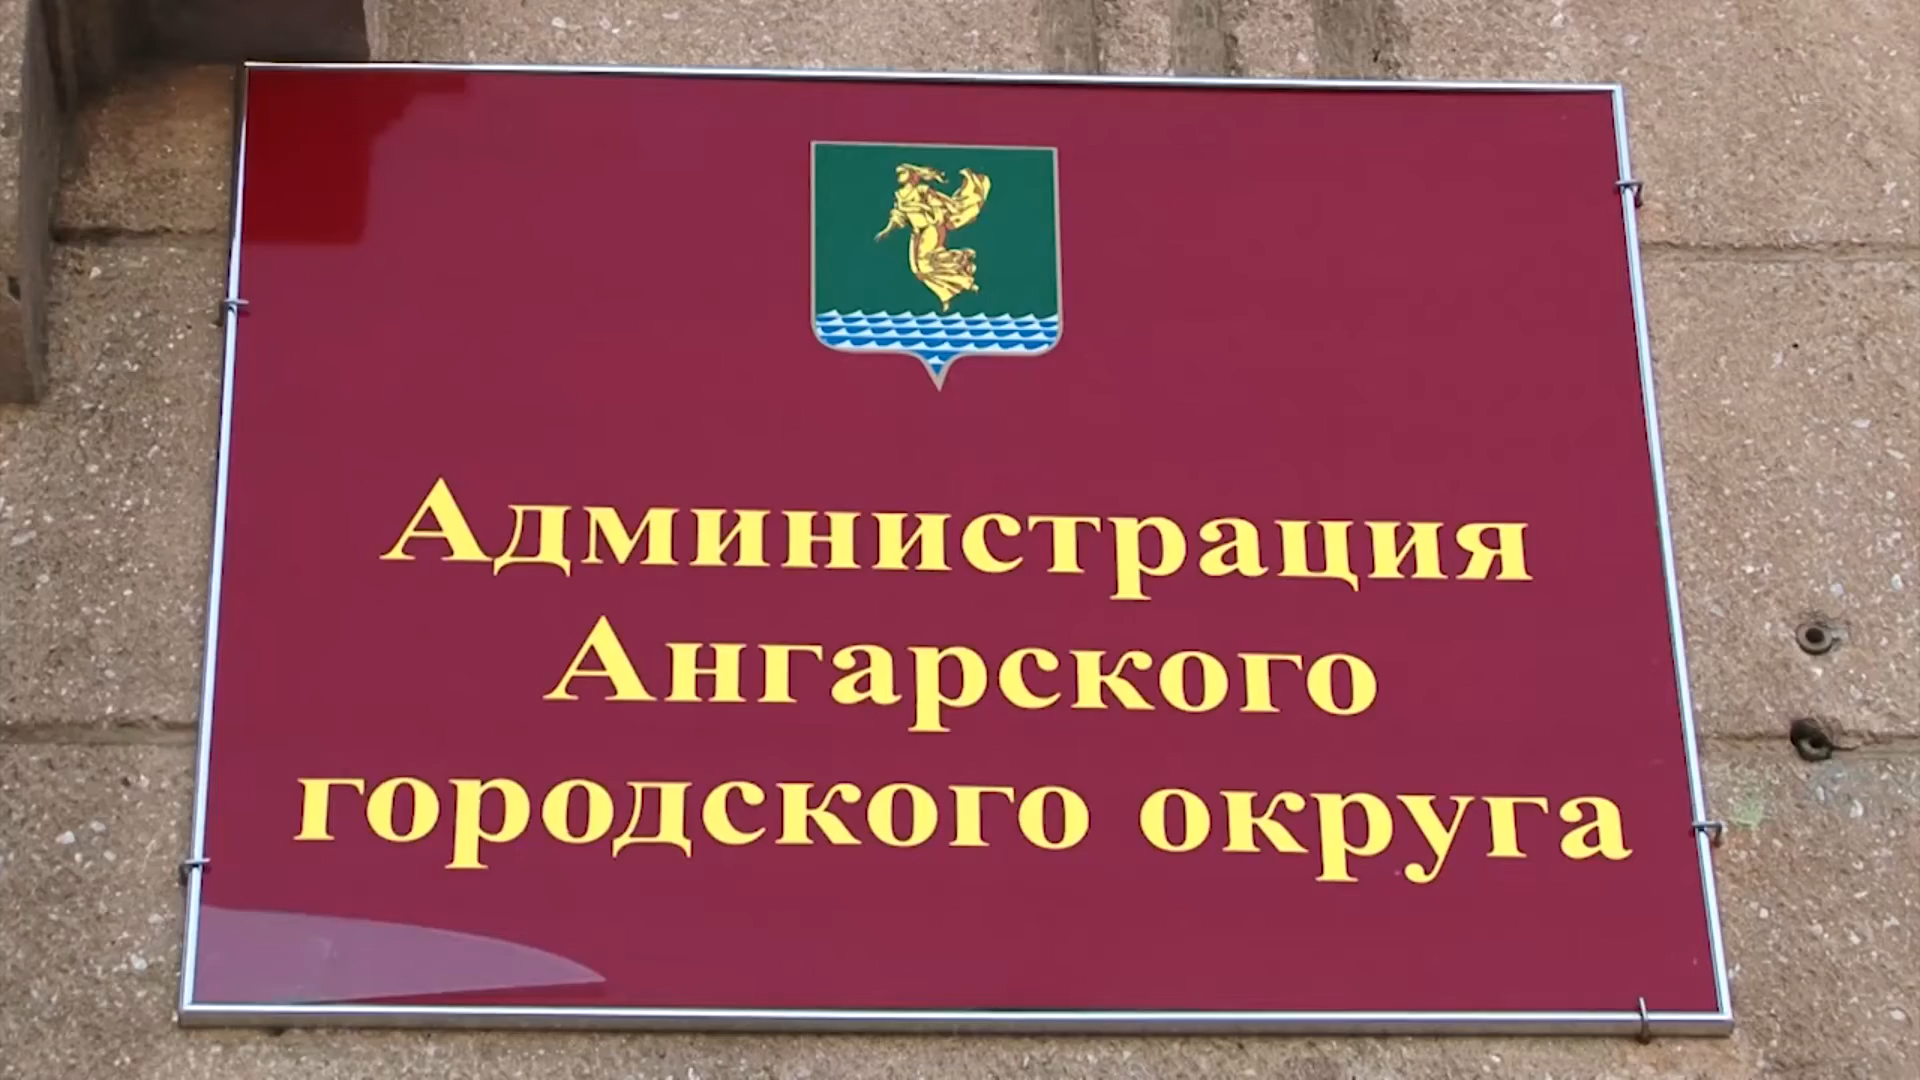 Администрация
Ангарского
городского округа